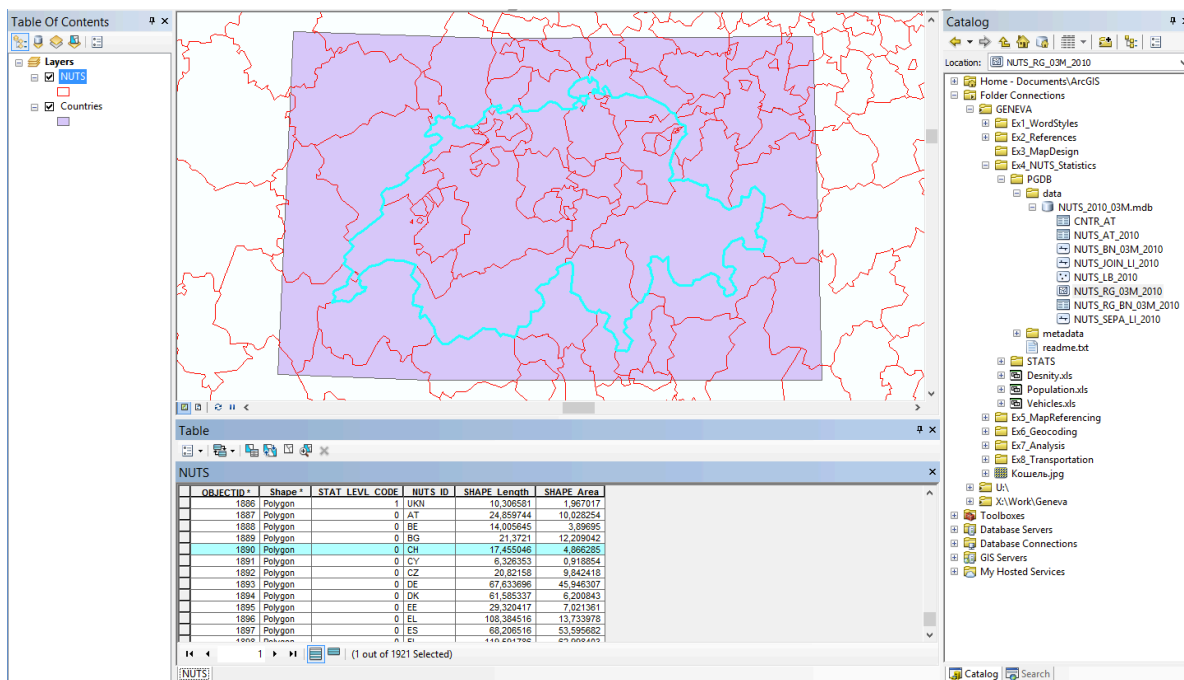 Table Of Contents
Layers
NUTS
Countries
Table
NUTS
OBJECTID * Shape * STAT_LEVL_CODE NUTS_ID SHAPE_Length SHAPE_Area
1886 Polygon 1 UKN 10,306581 1,967017
1887 Polygon 0 AT 24,859744 10,028254
1888 Polygon 0 BE 14,005645 3,89695
1889 Polygon 0 BG 21,3721 12,209042
1890 Polygon 0 CH 17,455046 4,866285
1891 Polygon 0 CY 6,326353 0,918854
1892 Polygon 0 CZ 20,82158 9,842418
1893 Polygon 0 DE 67,633696 45,946307
1894 Polygon 0 DK 61,585337 6,200843
1895 Polygon 0 EE 29,320417 7,021361
1896 Polygon 0 EL 108,384516 13,733978
1897 Polygon 0 ES 68,206516 53,595682
1 (1 out of 1921 Selected)
NUTS
Catalog
Location: NUTS_RG_03M_2010
Home - Documents\ArcGIS
Folder Connections
GENEVA
Ex1_WordStyles
Ex2_References
Ex3_MapDesign
Ex4_NUTS_Statistics
PGDB
data
NUTS_2010_03M.mdb
CNTR_AT
NUTS_AT_2010
NUTS_BN_03M_2010
NUTS_JOIN_LI_2010
NUTS_LB_2010
NUTS_RG_03M_2010
NUTS_RG_BN_03M_2010
NUTS_SEPA_LI_2010
metadata
readme.txt
STATS
Desnity.xls
Population.xls
Vehicles.xls
Ex5_MapReferencing
Ex6_Geocoding
Ex7_Analysis
Ex8_Transportation
Кошель.jpg
U:\
X:\Work\Geneva
Toolboxes
Database Servers
Database Connections
GIS Servers
My Hosted Services
Catalog Search